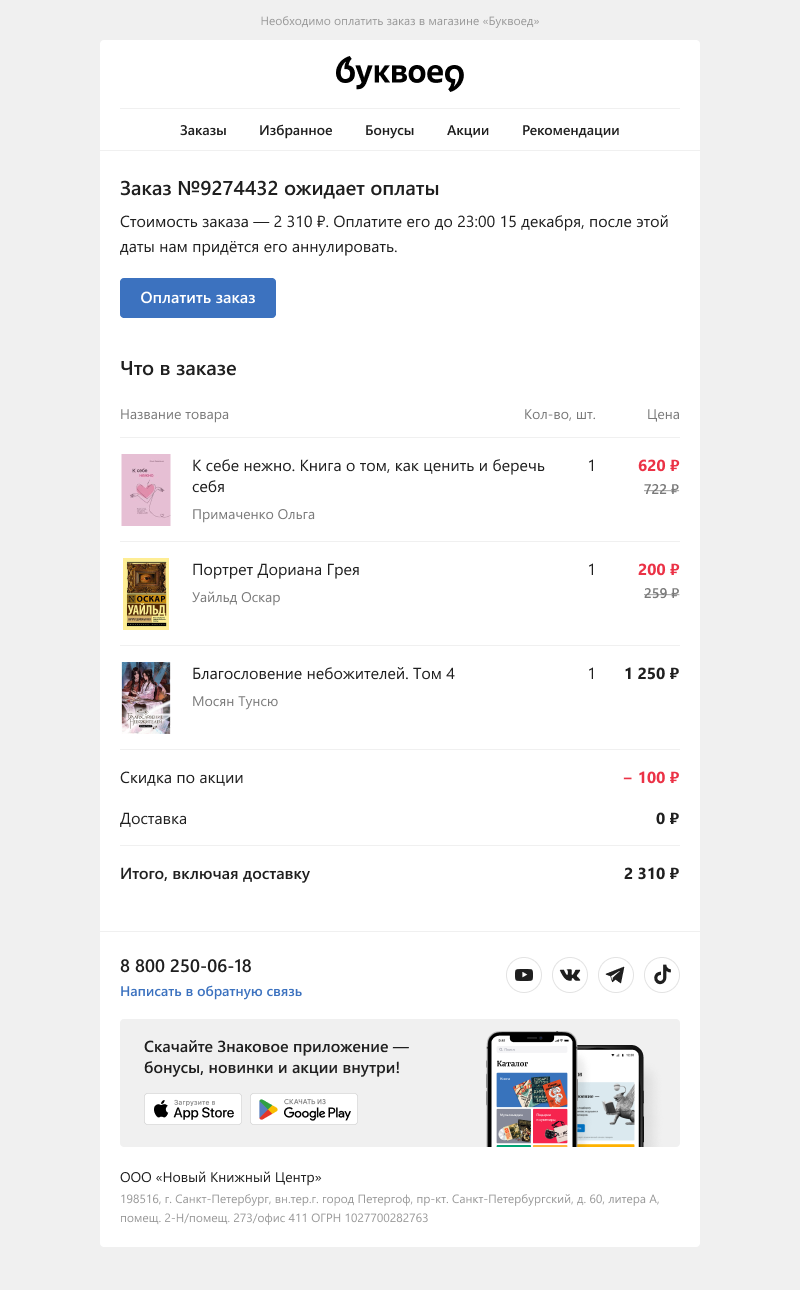 Необходимо оплатить заказ в магазине «Буквоед»
буквоед
Заказы Избранное Бонусы Акции Рекомендации
Заказ №9274432 ожидает оплаты
Стоимость заказа — 2 310 ₽. Оплатите его до 23:00 15 декабря, после этой
даты нам придётся его аннулировать.
Оплатить заказ
Что в заказе
Название товара Кол-во, шт. Цена
К себе нежно
К себе нежно. Книга о том, как ценить и беречь 1 620 ₽
себя 722 ₽
Примаченко Ольга
ОСКАР
УАЙЛЬД
Портрет Дориана Грея 1 200 ₽
Уайльд Оскар 259 ₽
Благословение небожителей. Том 4 1 1 250 ₽
Мосян Тунсю
Благословение
небожителей
Скидка по акции – 100 ₽
Доставка 0 ₽
Итого, включая доставку 2 310 ₽
8 800 250-06-18
Написать в обратную связь
Скачайте Знаковое приложение —
бонусы, новинки и акции внутри!
Загрузите в
App Store
СКАЧАТЬ ИЗ
Google Play
Каталог
ООО «Новый Книжный Центр»
198516, г. Санкт-Петербург, вн.тер.г. город Петергоф, пр-кт. Санкт-Петербургский, д. 60, литера А,
помещ. 2-Н/помещ. 273/офис 411 ОГРН 1027700282763